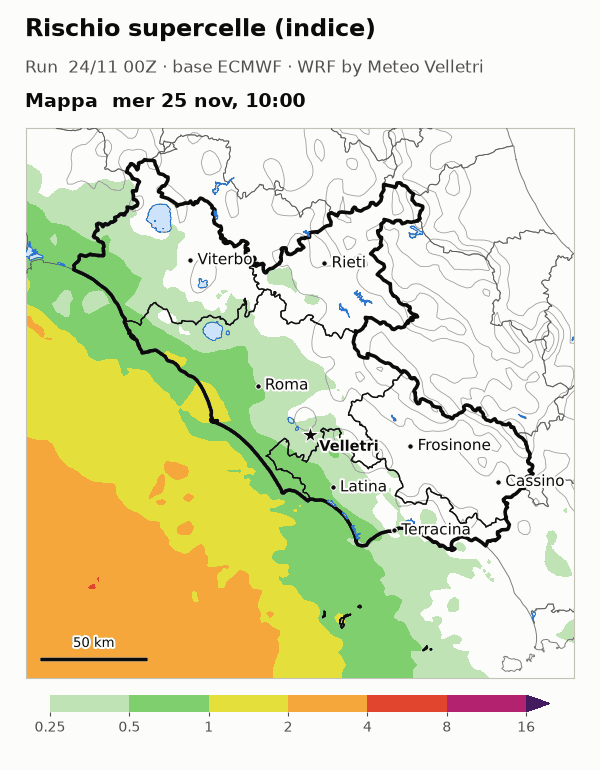 Rischio supercelle (indice)
Run 24/11 00Z · base ECMWF · WRF by Meteo Velletri
Mappa mer 25 nov, 10:00
Viterbo
Rieti
Roma
Velletri
Frosinone
Latina
Cassino
Terracina
50 km
0.25 0.5 1 2 4 8 16